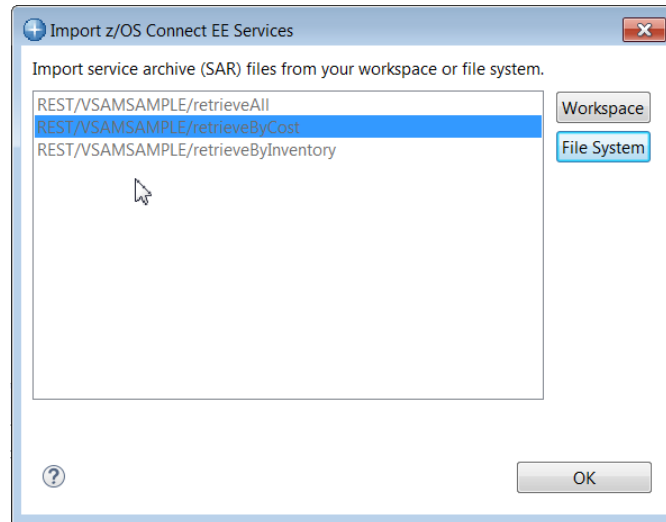 Import z/OS Connect EE Services
Import service archive (SAR) files from your workspace or file system.
REST/VSAMSAMPLE/retrieveAll
REST/VSAMSAMPLE/retrieveByCost
REST/VSAMSAMPLE/retrieveByInventory
Workspace
File System
?
OK